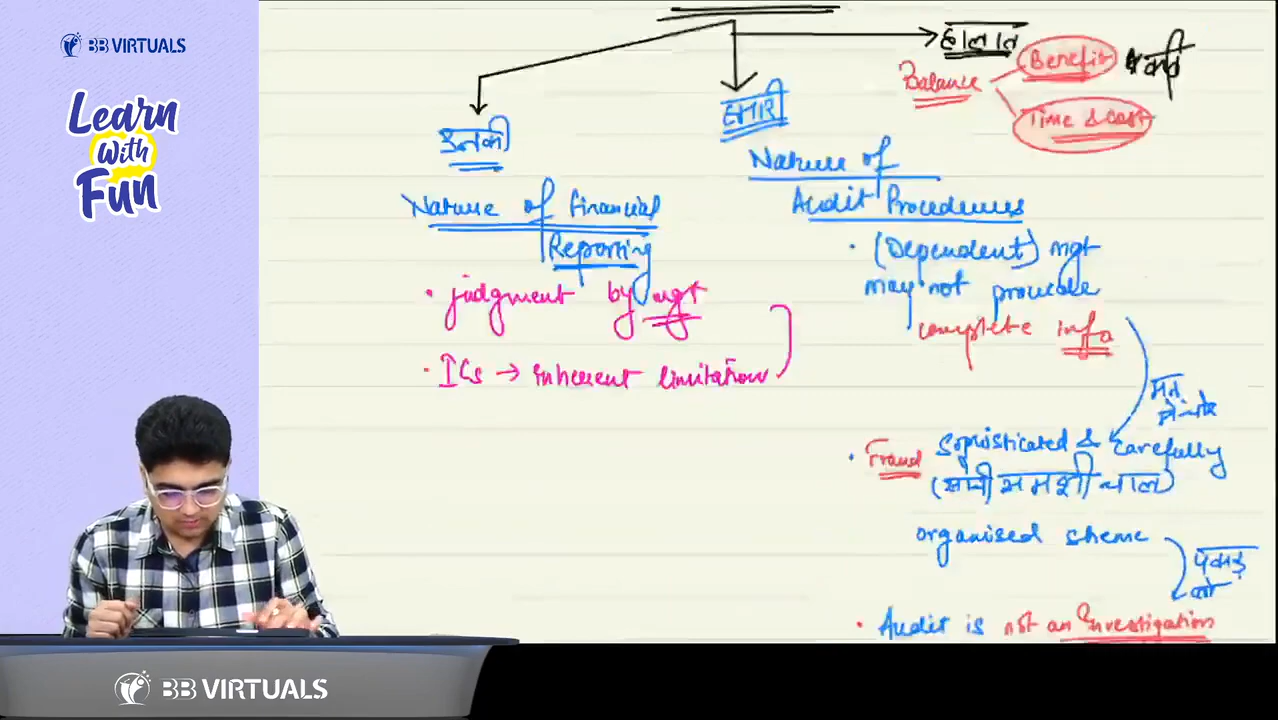 BB VIRTUALS
Learn
With
Fun
हालात
Balance
Benefit
Time & Cost
उनकी
Nature of financial
Reporting
• judgment by mgt
• ICs → inherent limitation
हमारी
Nature of
Audit Procedures
• (Dependent) mgt
may not provide
complete info
• Fraud Sophisticated & Carefully
organised sheme
• Audit is not an investigation
BB VIRTUALS